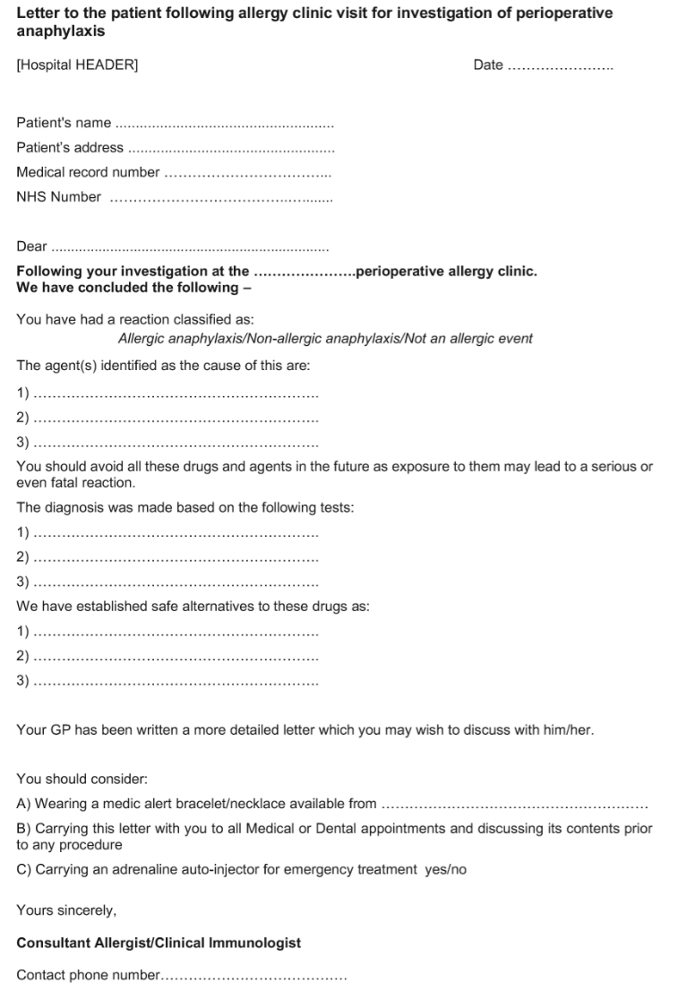 Letter to the patient following allergy clinic visit for investigation of perioperative
anaphylaxis
[Hospital HEADER] Date …………………..
Patient's name ......................................................
Patient’s address ...................................................
Medical record number ……………………………...
NHS Number ………………………………….….......
Dear .....................................................................
Following your investigation at the ………………….perioperative allergy clinic.
We have concluded the following –
You have had a reaction classified as:
Allergic anaphylaxis/Non-allergic anaphylaxis/Not an allergic event
The agent(s) identified as the cause of this are:
1) …………………………………………………….
2) …………………………………………………….
3) …………………………………………………….
You should avoid all these drugs and agents in the future as exposure to them may lead to a serious or
even fatal reaction.
The diagnosis was made based on the following tests:
1) …………………………………………………….
2) …………………………………………………….
3) …………………………………………………….
We have established safe alternatives to these drugs as:
1) …………………………………………………….
2) …………………………………………………….
3) …………………………………………………….
Your GP has been written a more detailed letter which you may wish to discuss with him/her.
You should consider:
A) Wearing a medic alert bracelet/necklace available from …………………………………………………
B) Carrying this letter with you to all Medical or Dental appointments and discussing its contents prior
to any procedure
C) Carrying an adrenaline auto-injector for emergency treatment yes/no
Yours sincerely,
Consultant Allergist/Clinical Immunologist
Contact phone number…………………………………